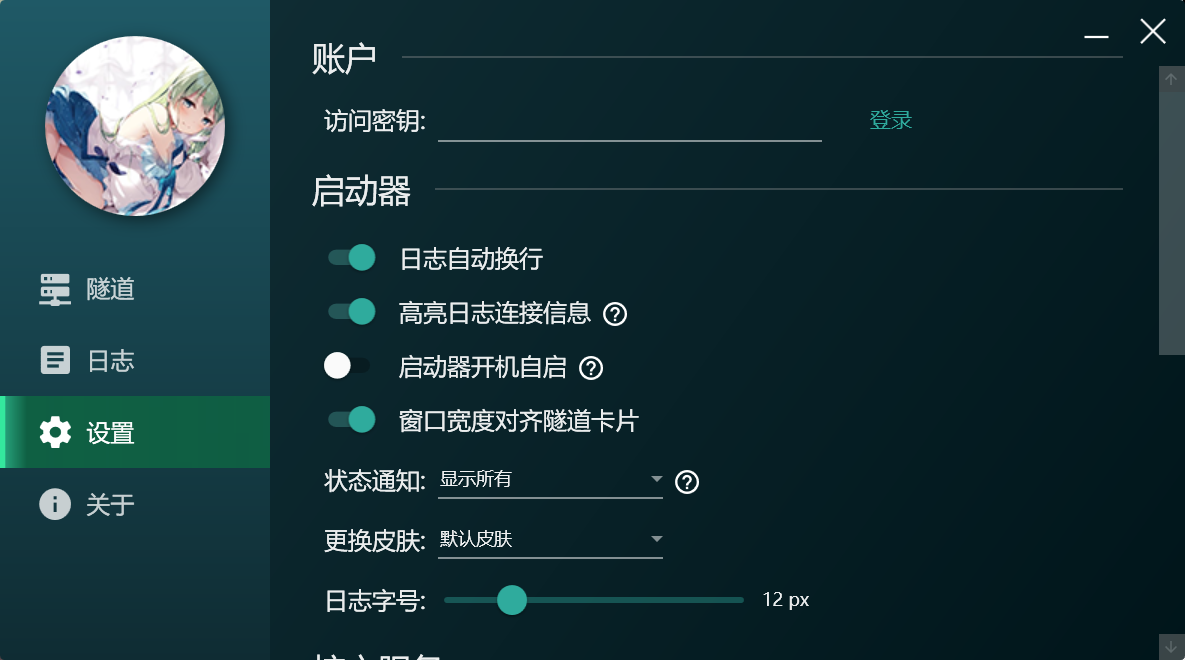 账户
访问密钥:
登录
启动器
日志自动换行
高亮日志连接信息
启动器开机自启
窗口宽度对齐隧道卡片
状态通知: 显示所有
更换皮肤: 默认皮肤
日志字号: 12 px
隧道
日志
设置
关于